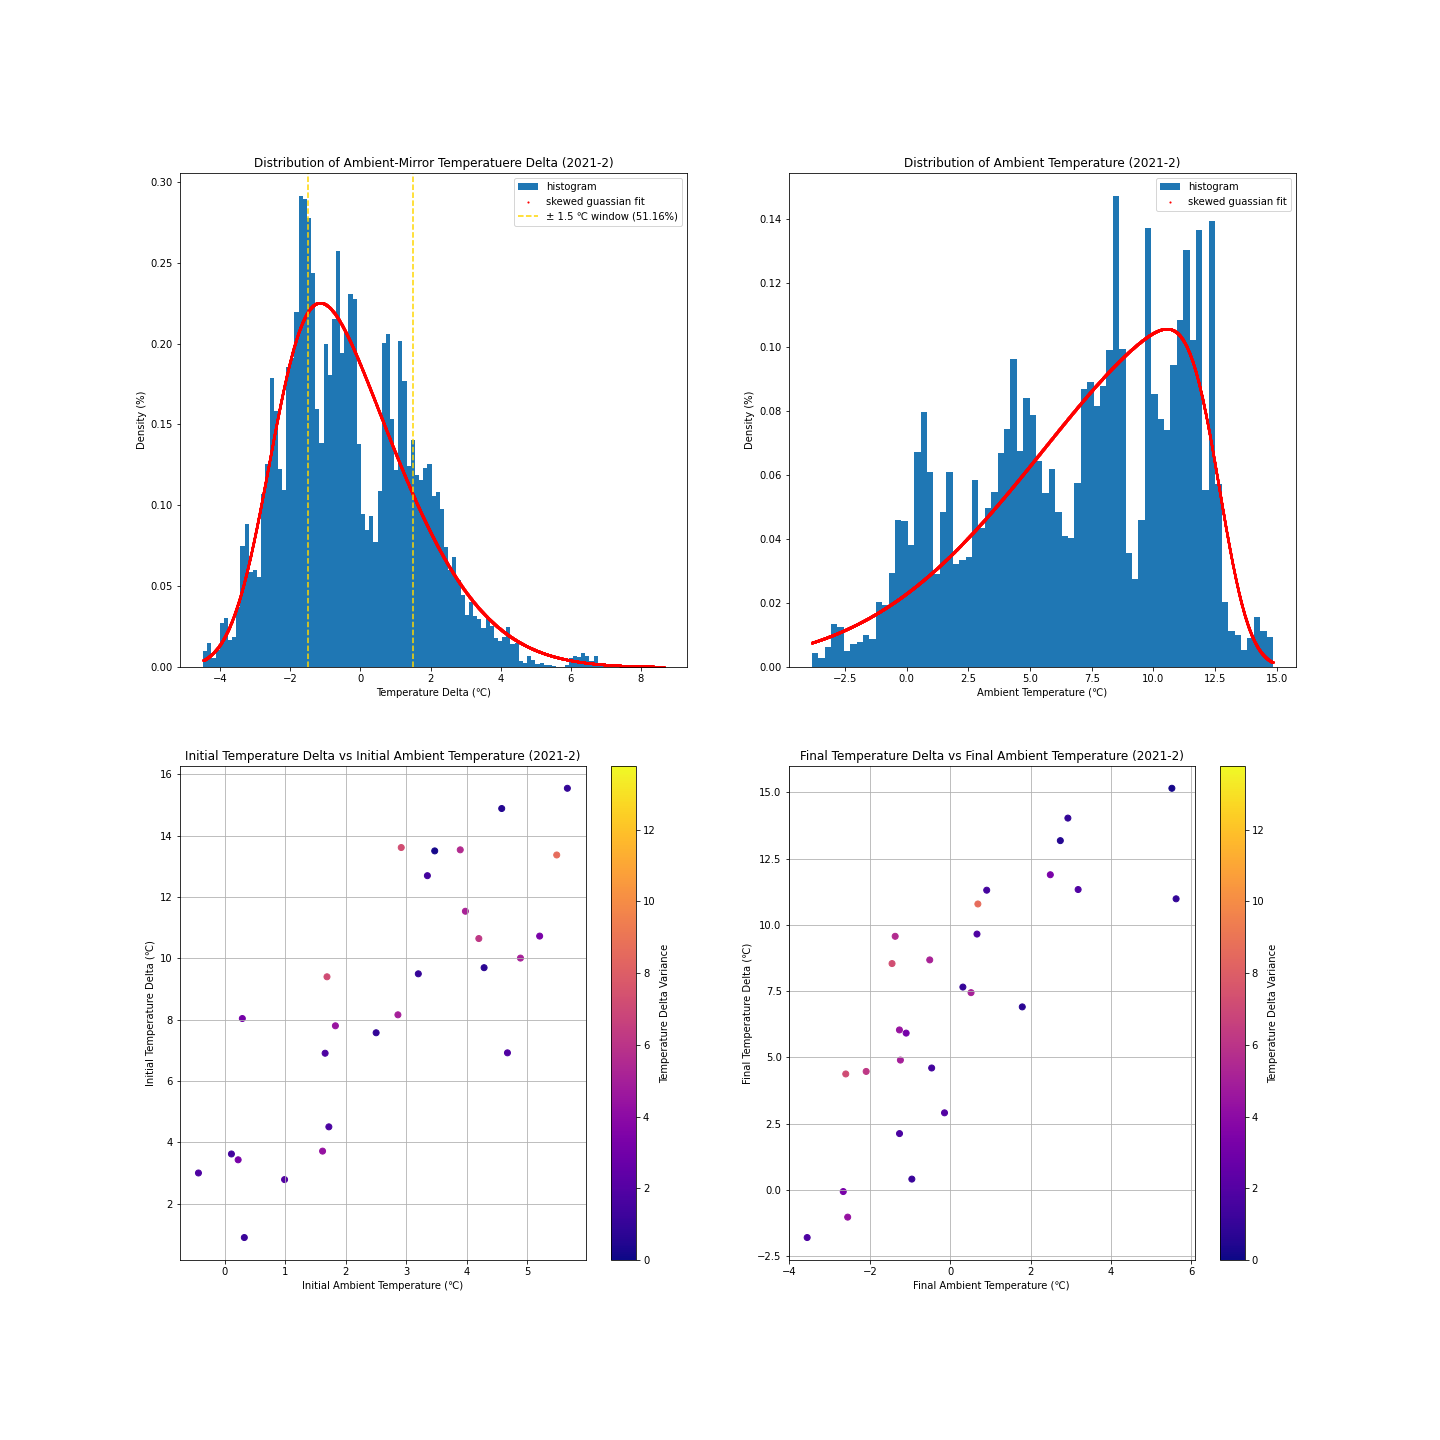 Distribution of Ambient-Mirror Temperatuere Delta (2021-2)
histogram
skewed guassian fit
± 1.5 °C window (51.16%)
Density (%)
0.30
0.25
0.20
0.15
0.10
0.05
0.00
−4 −2 0 2 4 6 8
Temperature Delta (°C)
Distribution of Ambient Temperature (2021-2)
histogram
skewed guassian fit
Density (%)
0.14
0.12
0.10
0.08
0.06
0.04
0.02
0.00
−2.5 0.0 2.5 5.0 7.5 10.0 12.5 15.0
Ambient Temperature (°C)
Initial Temperature Delta vs Initial Ambient Temperature (2021-2)
Initial Temperature Delta (°C)
16
14
12
10
8
6
4
2
0 1 2 3 4 5
Initial Ambient Temperature (°C)
12
10
8
6
4
2
0
Temperature Delta Variance
Final Temperature Delta vs Final Ambient Temperature (2021-2)
Final Temperature Delta (°C)
15.0
12.5
10.0
7.5
5.0
2.5
0.0
−2.5
−4 −2 0 2 4 6
Final Ambient Temperature (°C)
12
10
8
6
4
2
0
Temperature Delta Variance